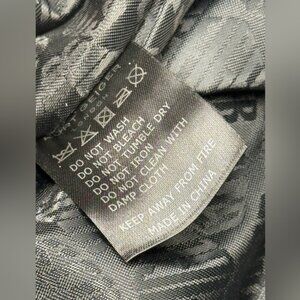 DO NOT WASH
DO NOT BLEACH
DO NOT TUMBLE DRY
DO NOT IRON
DO NOT CLEAN WITH
DAMP CLOTH
KEEP AWAY FROM FIRE
MADE IN CHINA